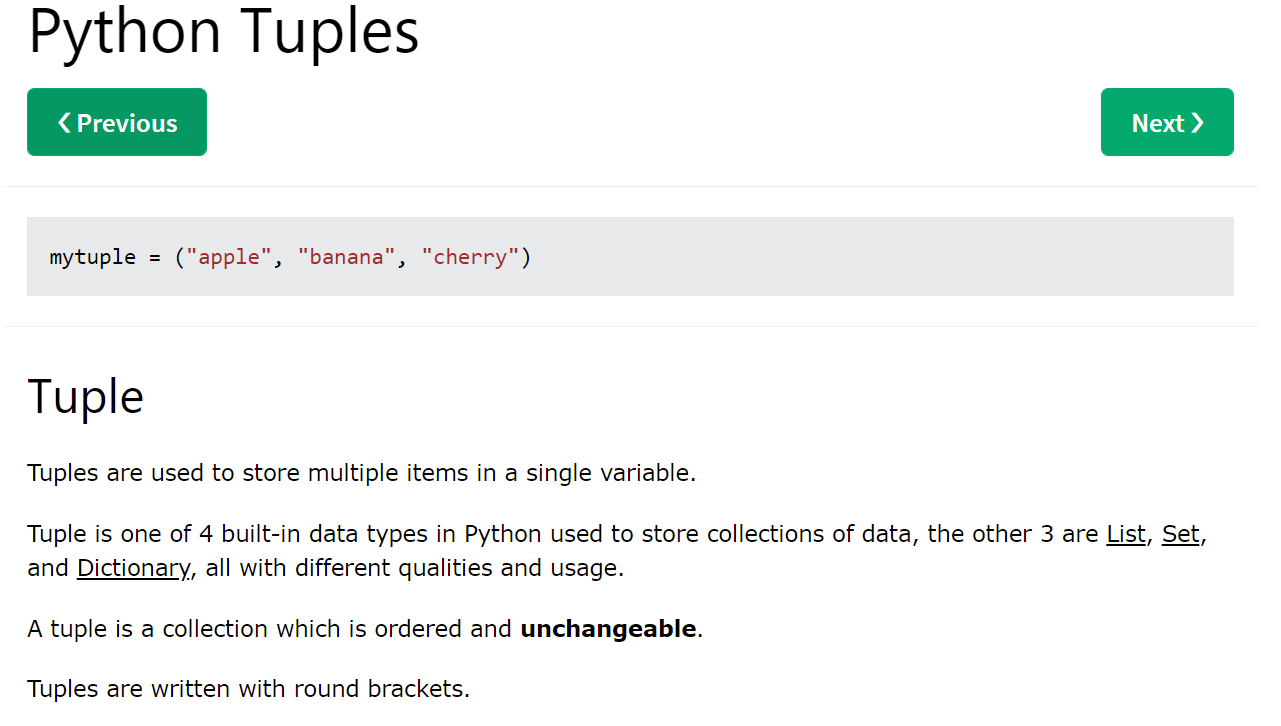 Python Tuples
❮ Previous
Next ❯
mytuple = ("apple", "banana", "cherry")
Tuple
Tuples are used to store multiple items in a single variable.
Tuple is one of 4 built-in data types in Python used to store collections of data, the other 3 are List, Set,
and Dictionary, all with different qualities and usage.
A tuple is a collection which is ordered and unchangeable.
Tuples are written with round brackets.